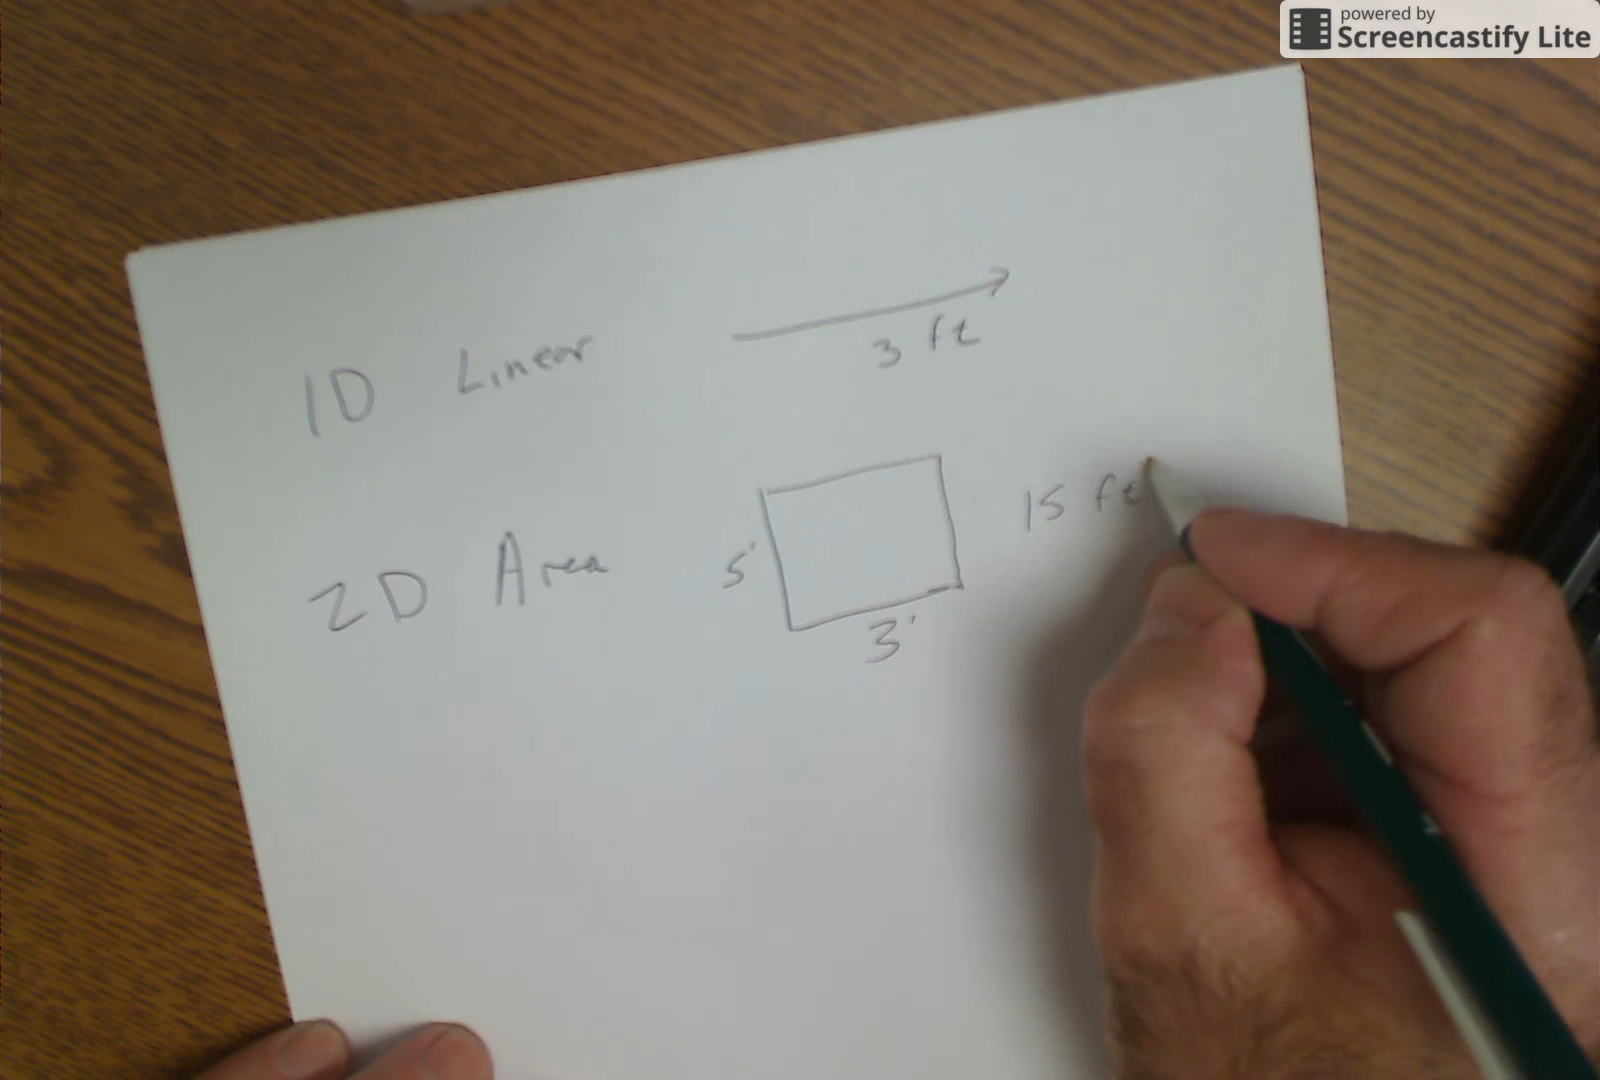 powered by
Screencastify Lite
1D Linear
3 ft
2D Area
5'
3'
15 ft